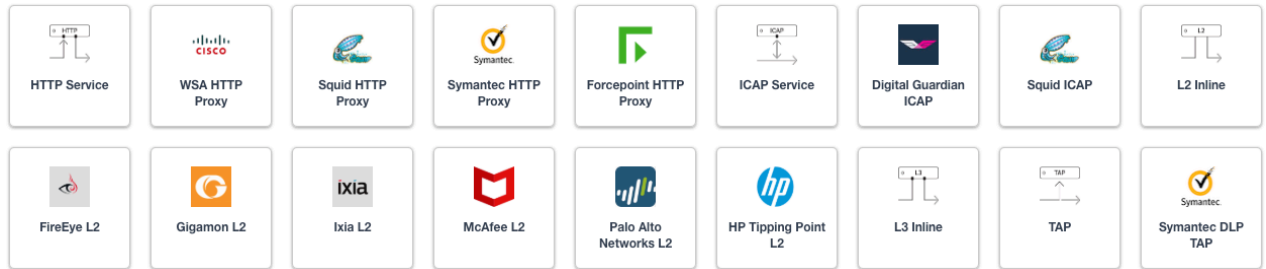 HTTP
HTTP Service
CISCO
WSA HTTP
Proxy
Squid HTTP
Proxy
Symantec.
Symantec HTTP
Proxy
Forcepoint HTTP
Proxy
ICAP
ICAP Service
Digital Guardian
ICAP
Squid ICAP
L2
L2 Inline
FireEye L2
G
Gigamon L2
ixia
Ixia L2
McAfee L2
Palo Alto
Networks L2
hp
HP Tipping Point
L2
L3
L3 Inline
TAP
TAP
Symantec.
Symantec DLP
TAP